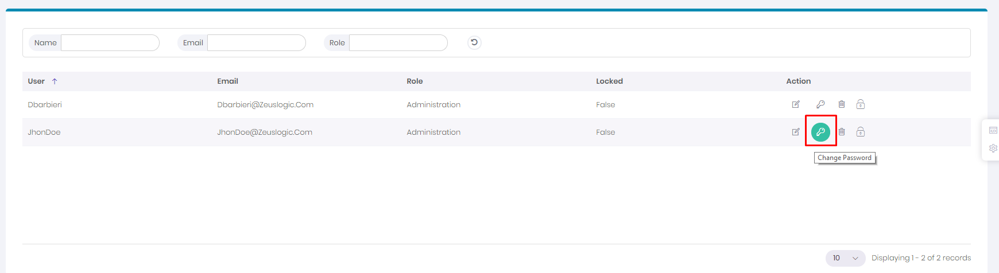 Name Email Role
User Email Role Locked Action
Dbarbieri Dbarbieri@Zeuslogic.Com Administration False
JhonDoe JhonDoe@Zeuslogic.Com Administration False
Change Password
10 Displaying 1 - 2 of 2 records